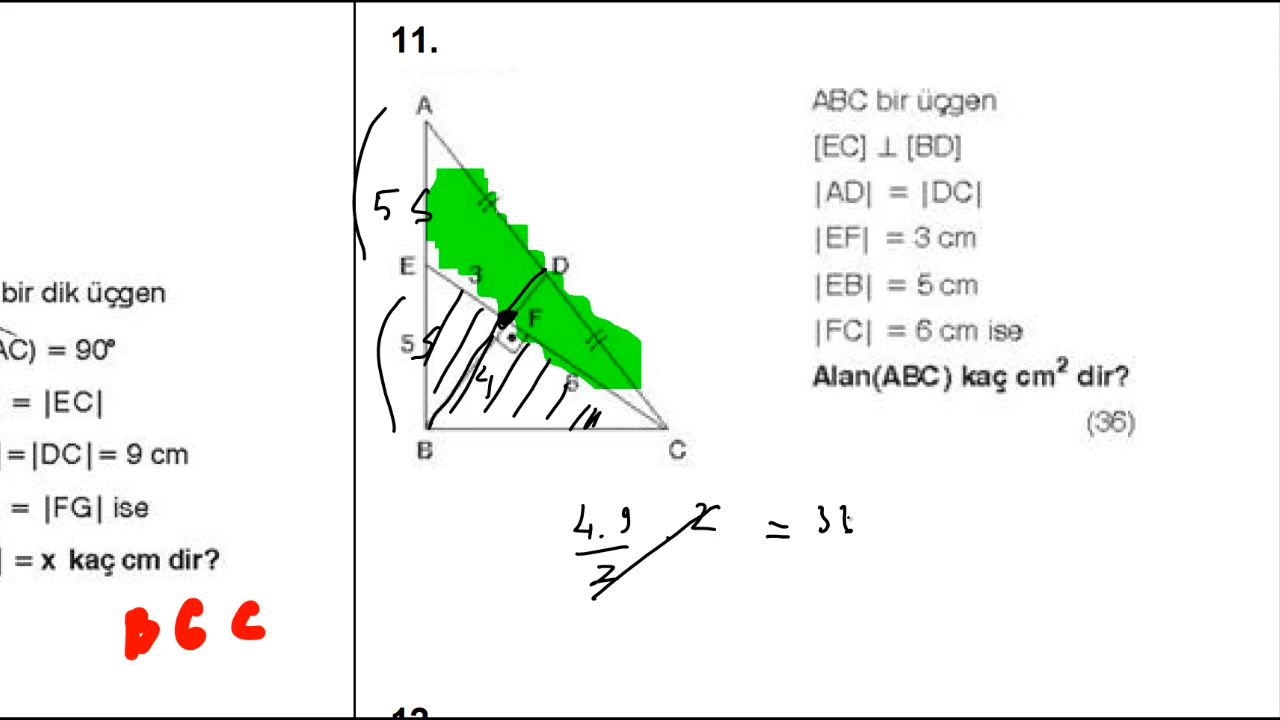 bir dik üçgen
AC) = 90°
= |EC|
|=|DC|= 9 cm
= |FG| ise
| = x kaç cm dir?
B C C
11.
A
5
E
3
D
F
5
4
6
B
C
ABC bir üçgen
[EC] ⊥ [BD]
|AD| = |DC|
|EF| = 3 cm
|EB| = 5 cm
|FC| = 6 cm ise
Alan(ABC) kaç cm² dir?
(36)
4.9
2
. 2
=
12